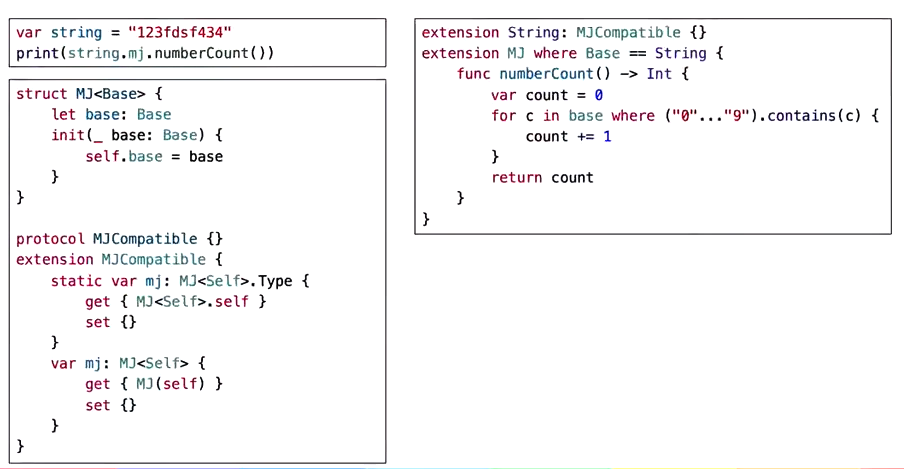 var string = "123fdsf434"
print(string.mj.numberCount())
struct MJ<Base> {
    let base: Base
    init(_ base: Base) {
        self.base = base
    }
}
protocol MJCompatible {}
extension MJCompatible {
    static var mj: MJ<Self>.Type {
        get { MJ<Self>.self }
        set {}
    }
    var mj: MJ<Self> {
        get { MJ(self) }
        set {}
    }
}
extension String: MJCompatible {}
extension MJ where Base == String {
    func numberCount() -> Int {
        var count = 0
        for c in base where ("0"..."9").contains(c) {
            count += 1
        }
        return count
    }
}